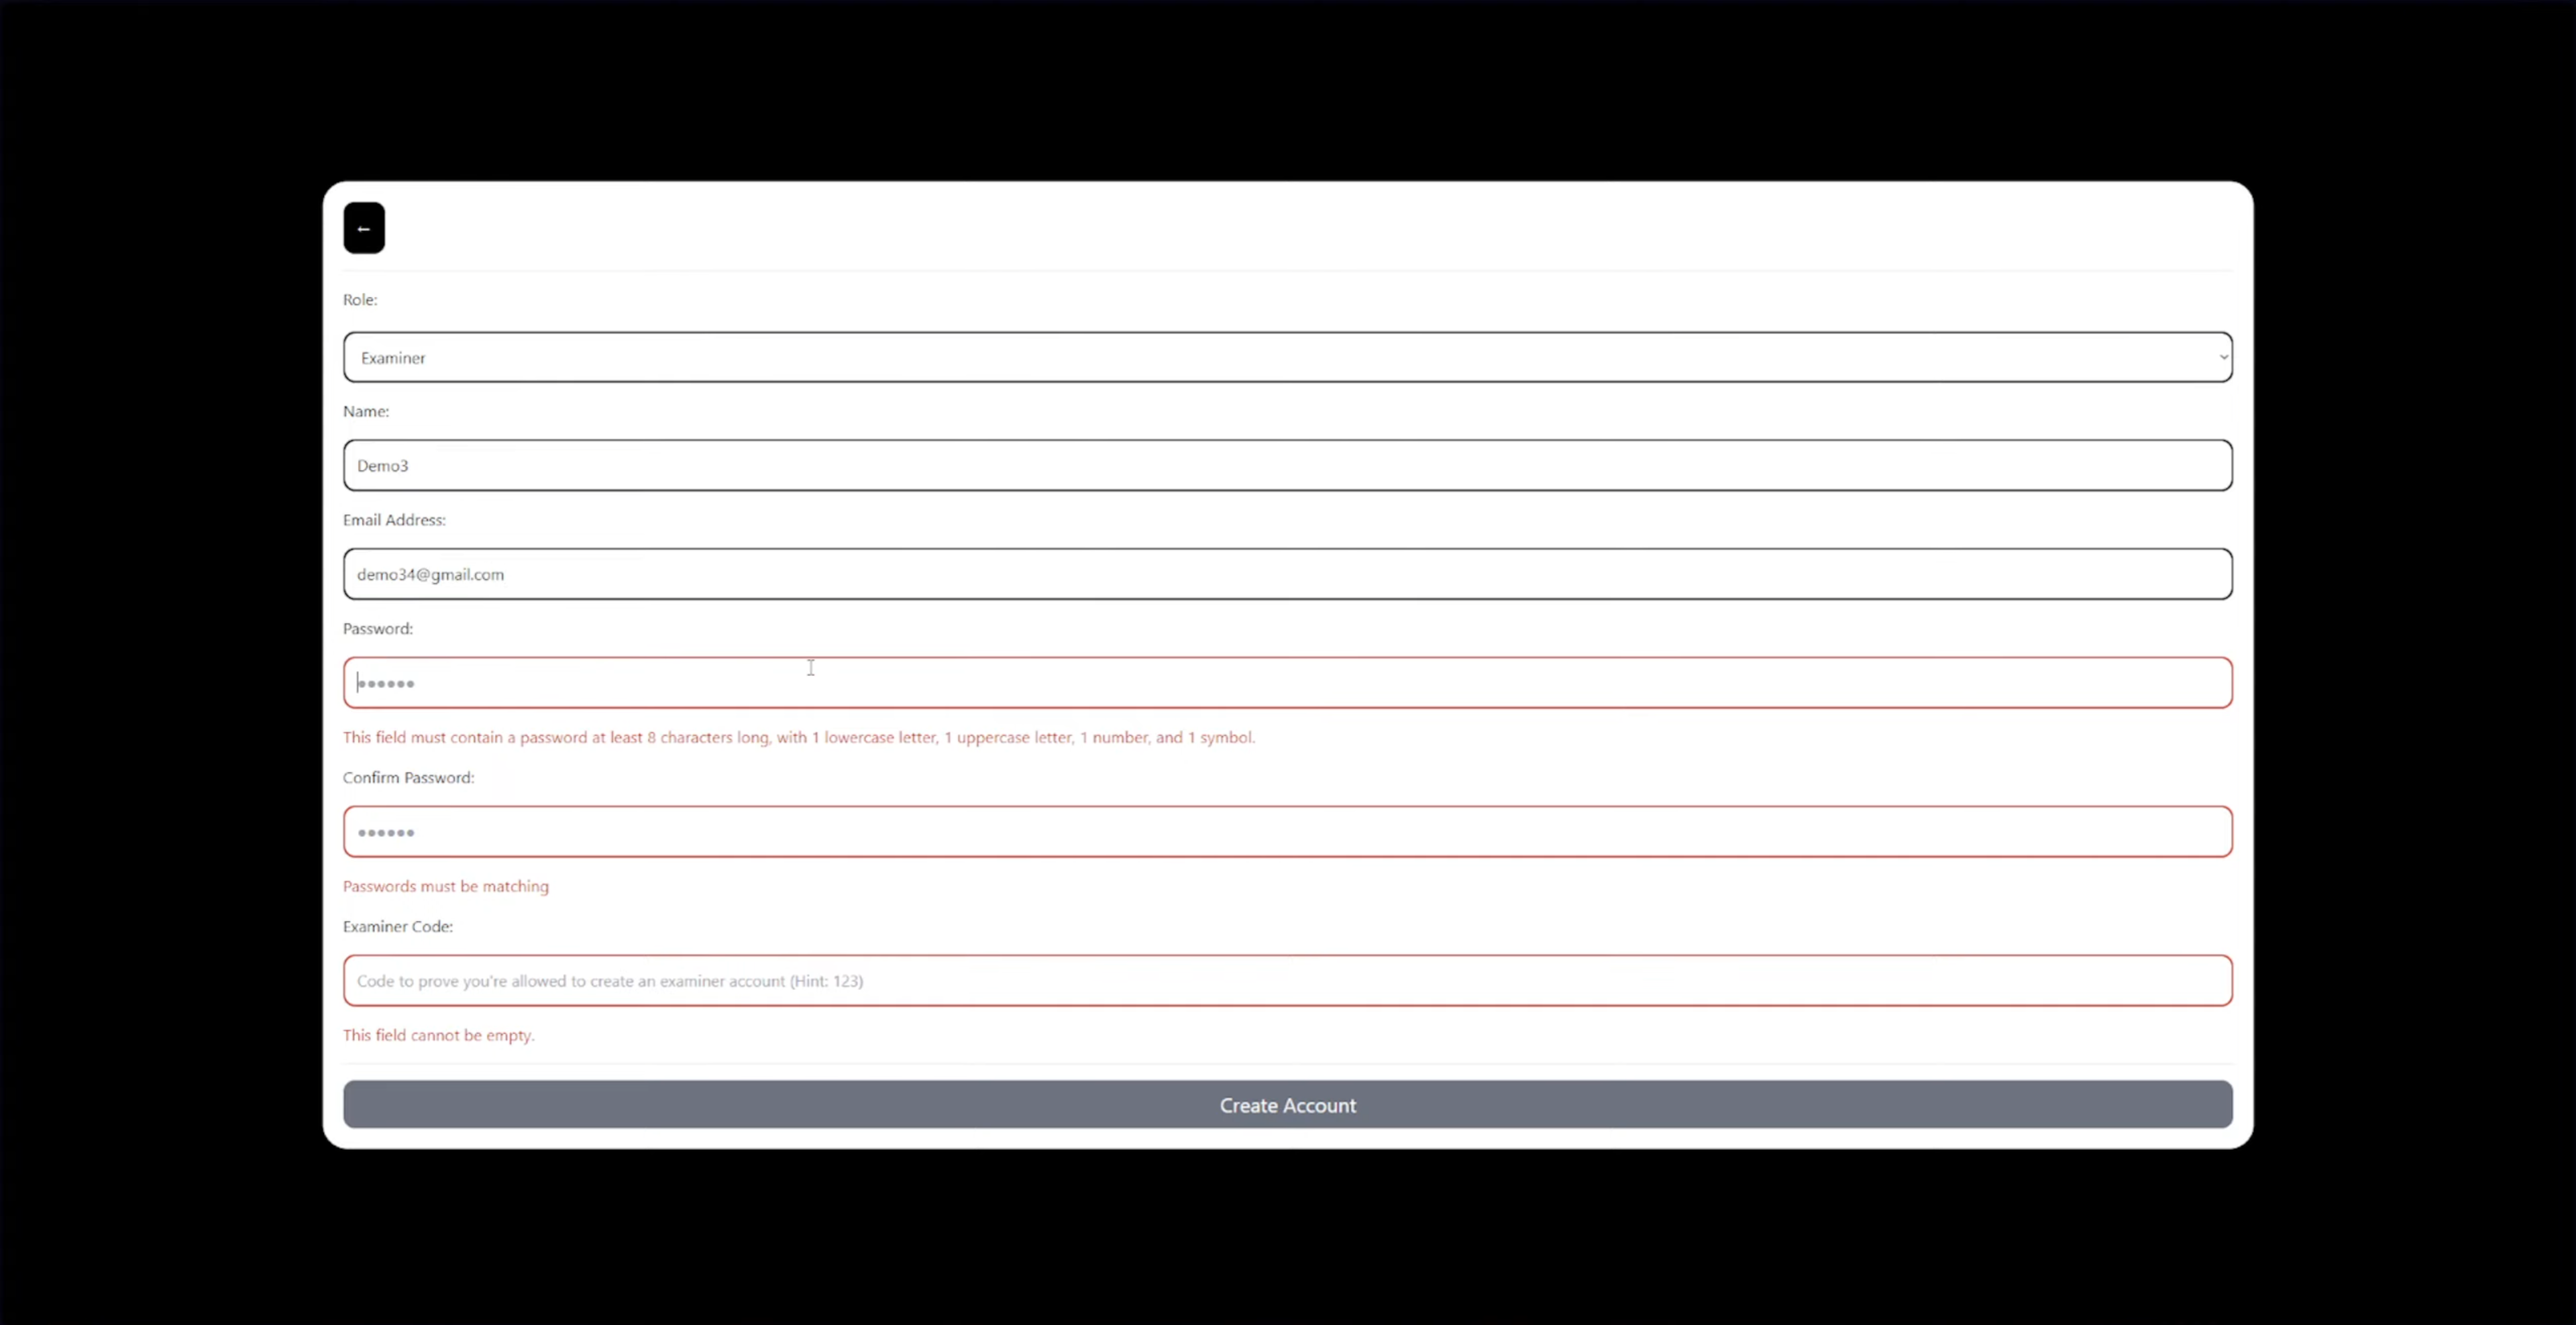 ←
Role:
Examiner
Name:
Demo3
Email Address:
demo34@gmail.com
Password:
••••••
This field must contain a password at least 8 characters long, with 1 lowercase letter, 1 uppercase letter, 1 number, and 1 symbol.
Confirm Password:
••••••
Passwords must be matching
Examiner Code:
Code to prove you're allowed to create an examiner account (Hint: 123)
This field cannot be empty.
Create Account